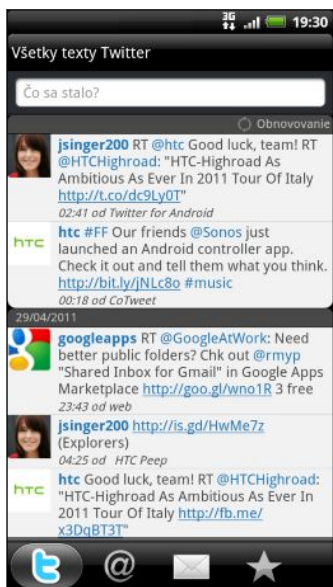 3G 19:30
Všetky texty Twitter
Čo sa stalo?
Obnovovanie
jsinger200 RT @htc Good luck, team! RT
@HTCHighroad: "HTC-Highroad As
Ambitious As Ever In 2011 Tour Of Italy
http://t.co/dc9Ly0T"
02:41 od Twitter for Android
htc
htc #FF Our friends @Sonos just
launched an Android controller app.
Check it out and tell them what you think.
http://bit.ly/jNLc8o #music
00:18 od CoTweet
29/04/2011
googleapps RT @GoogleAtWork: Need
better public folders? Chk out @rmyp
"Shared Inbox for Gmail" in Google Apps
Marketplace http://goo.gl/wno1R 3 free
23:43 od web
jsinger200 http://is.gd/HwMe7z
(Explorers)
04:25 od HTC Peep
htc
htc Good luck, team! RT @HTCHighroad:
"HTC-Highroad As Ambitious As Ever In
2011 Tour Of Italy http://fb.me/
x3DqBT3T"
@